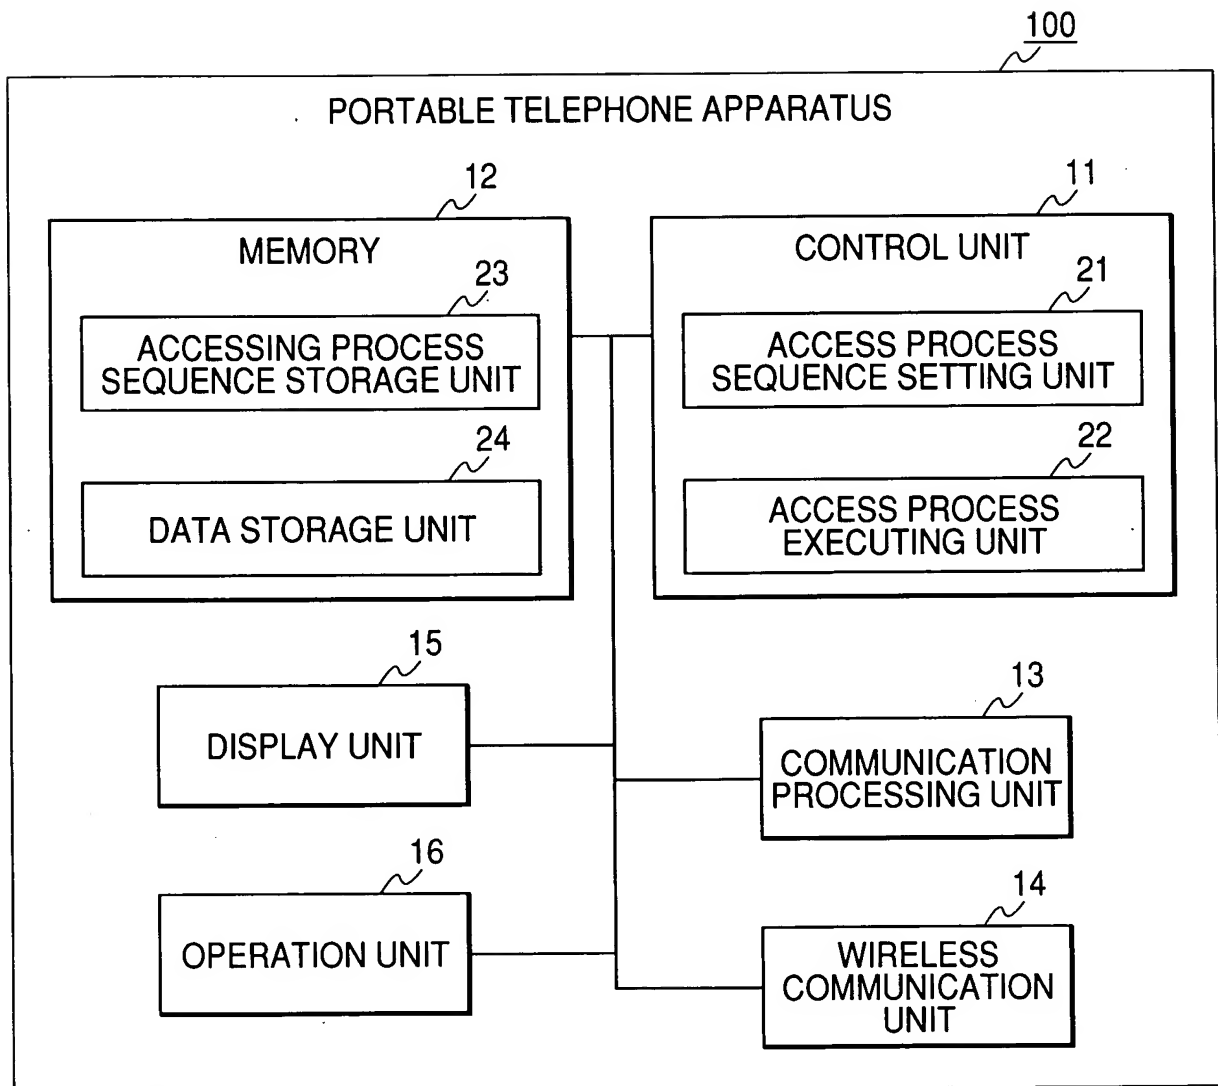 100
PORTABLE TELEPHONE APPARATUS
12
MEMORY
23
ACCESSING PROCESS
SEQUENCE STORAGE UNIT
24
DATA STORAGE UNIT
11
CONTROL UNIT
21
ACCESS PROCESS
SEQUENCE SETTING UNIT
22
ACCESS PROCESS
EXECUTING UNIT
15
DISPLAY UNIT
13
COMMUNICATION
PROCESSING UNIT
16
OPERATION UNIT
14
WIRELESS
COMMUNICATION
UNIT